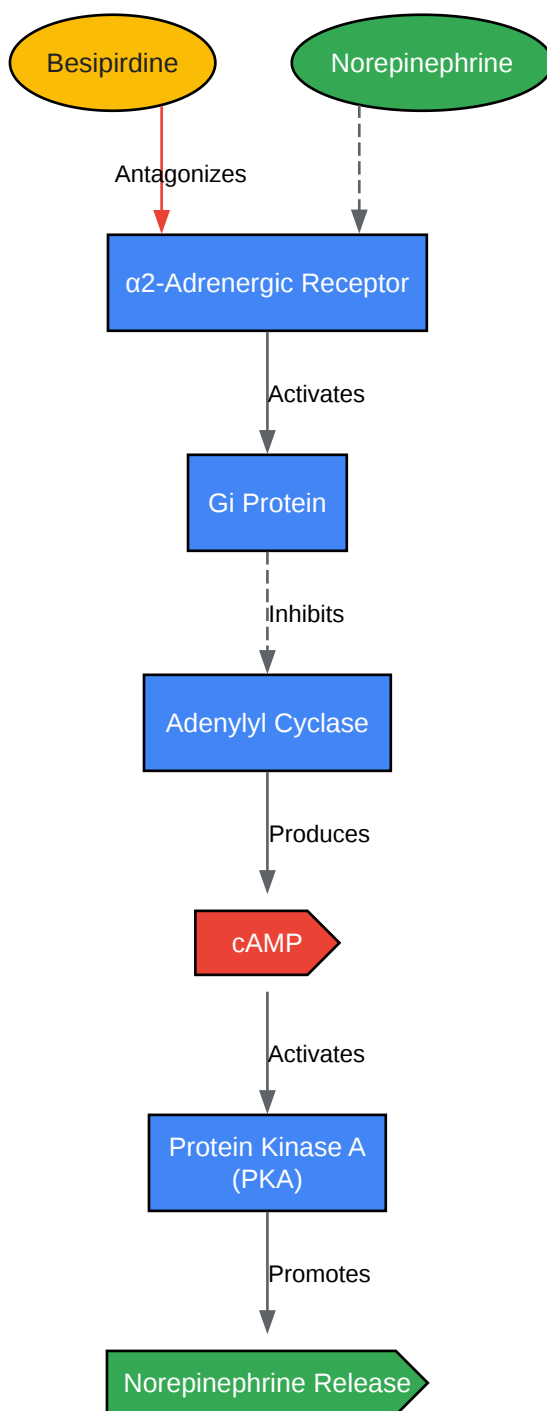 Besipirdine
Norepinephrine
Antagonizes
α2-Adrenergic Receptor
Activates
Gi Protein
Inhibits
Adenylyl Cyclase
Produces
cAMP
Activates
Protein Kinase A
(PKA)
Promotes
Norepinephrine Release